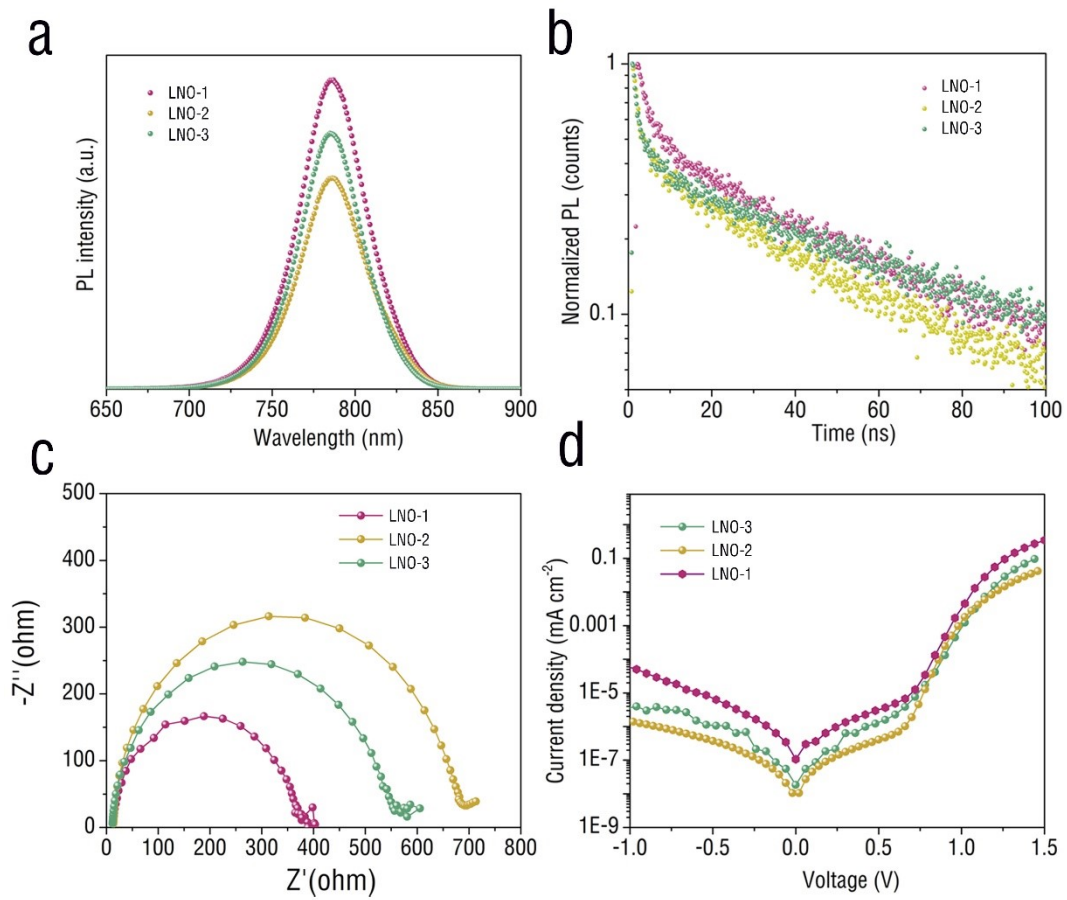 a
LNO-1
LNO-2
LNO-3
PL intensity (a.u.)
650 700 750 800 850 900
Wavelength (nm)
b
1
0.1
LNO-1
LNO-2
LNO-3
Normalized PL (counts)
0 20 40 60 80 100
Time (ns)
c
500
400
300
200
100
0
LNO-1
LNO-2
LNO-3
-Z''(ohm)
0 100 200 300 400 500 600 700 800
Z'(ohm)
d
LNO-3
LNO-2
LNO-1
0.1
0.001
1E-5
1E-7
1E-9
Current density (mA cm⁻²)
-1.0 -0.5 0.0 0.5 1.0 1.5
Voltage (V)